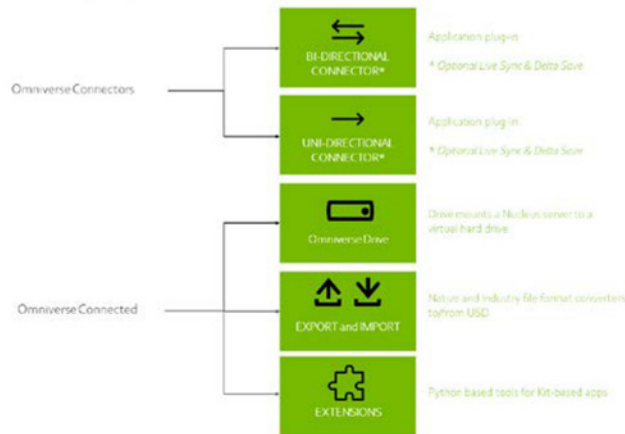 BI-DIRECTIONAL
CONNECTOR*
Application plug-in
* Optional Live Sync & Delta Save
Omniverse Connectors
UNI-DIRECTIONAL
CONNECTOR*
Application plug-in
* Optional Live Sync & Delta Save
Omniverse Drive
Drive mounts a Nucleus server to a
virtual hard drive
Omniverse Connected
EXPORT and IMPORT
Native and industry file format converters
to/from USD
EXTENSIONS
Python based tools for Kit-based apps